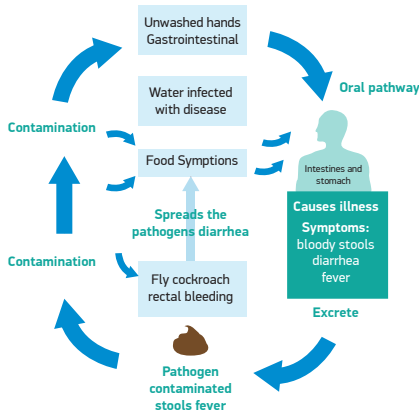 Unwashed hands
Gastrointestinal
Water infected
with disease
Oral pathway
Contamination
Food Symptoms
Intestines and
stomach
Causes illness
Symptoms:
bloody stools
diarrhea
fever
Spreads the
pathogens diarrhea
Contamination
Fly cockroach
rectal bleeding
Excrete
Pathogen
contaminated
stools fever